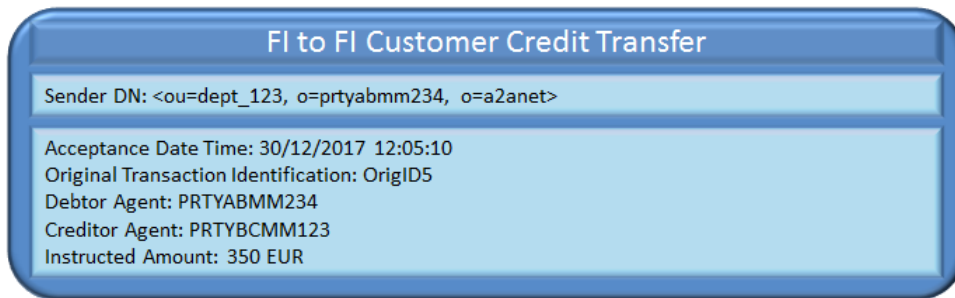 FI to FI Customer Credit Transfer
Sender DN: <ou=dept_123, o=prtyabmm234, o=a2anet>
Acceptance Date Time: 30/12/2017 12:05:10
Original Transaction Identification: OrigID5
Debtor Agent: PRTYABMM234
Creditor Agent: PRTYBCMM123
Instructed Amount: 350 EUR